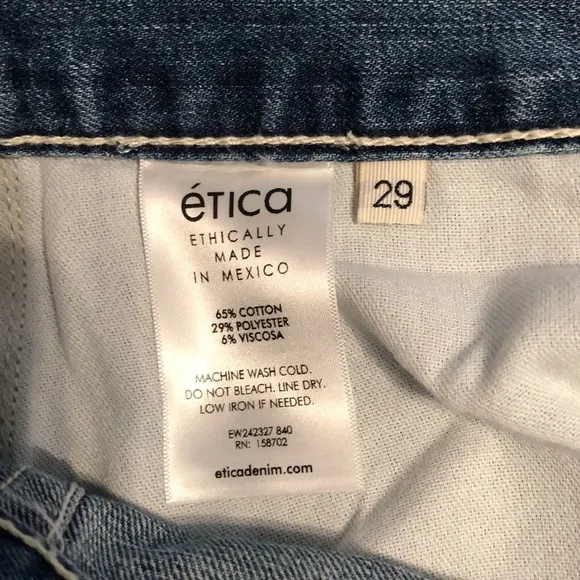 éTICA
ETHICALLY
MADE
IN MEXICO
65% COTTON
29% POLYESTER
6% VISCOSA
MACHINE WASH COLD.
DO NOT BLEACH. LINE DRY.
LOW IRON IF NEEDED.
EW242327 840
RN: 158702
eticadenim.com
29